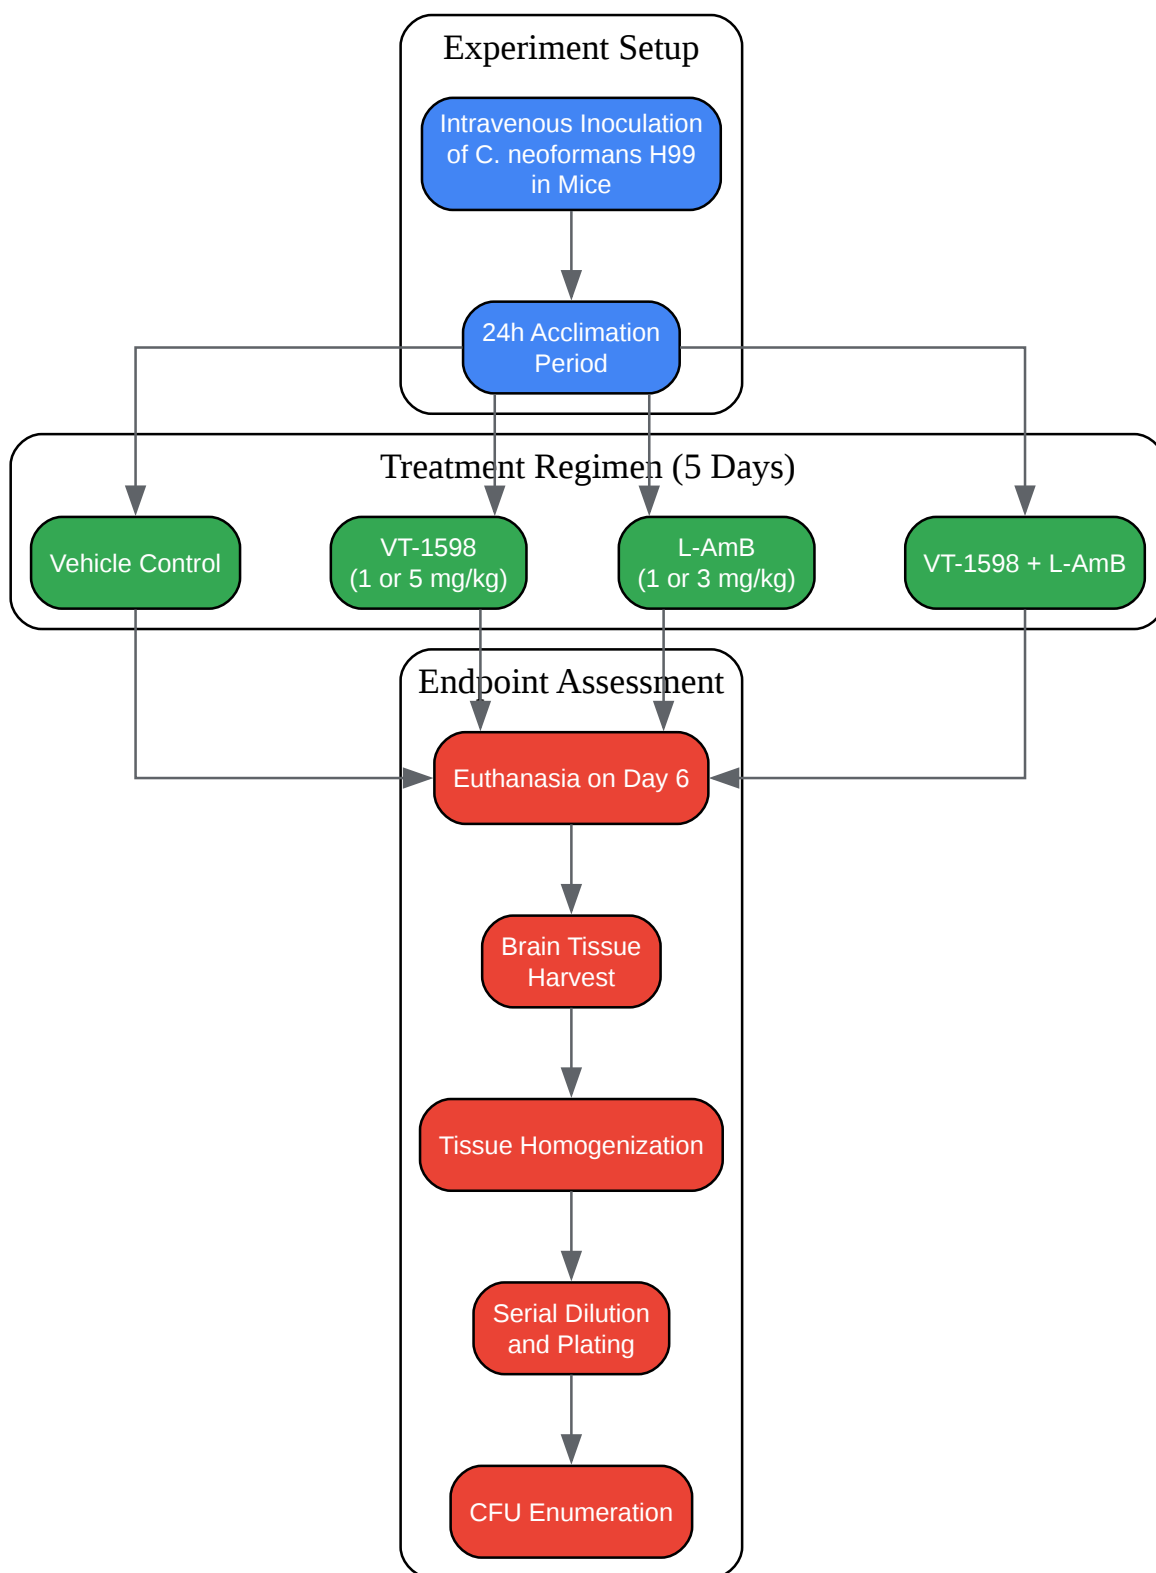 Experiment Setup
Intravenous Inoculation
of C. neoformans H99
in Mice
24h Acclimation
Period
Treatment Regimen (5 Days)
Vehicle Control
VT-1598
(1 or 5 mg/kg)
L-AmB
(1 or 3 mg/kg)
VT-1598 + L-AmB
Endpoint Assessment
Euthanasia on Day 6
Brain Tissue
Harvest
Tissue Homogenization
Serial Dilution
and Plating
CFU Enumeration